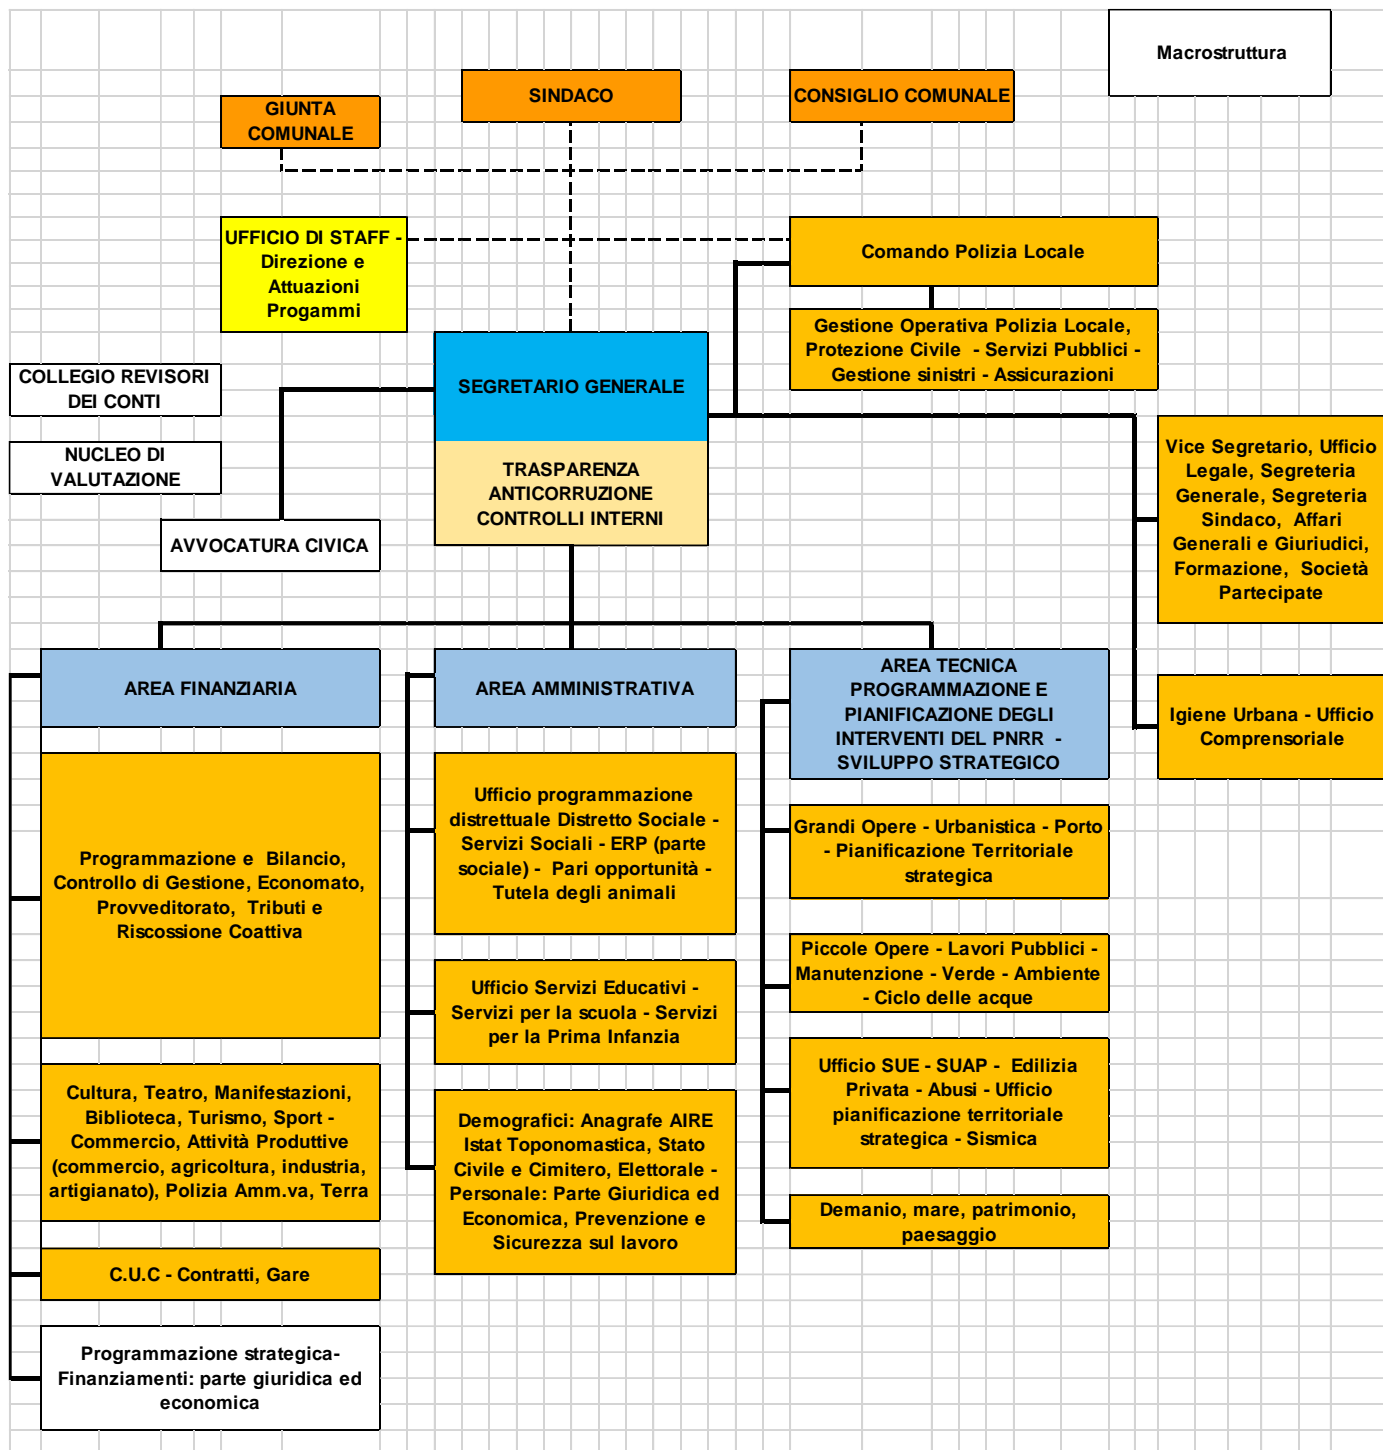 Macrostruttura
SINDACO
CONSIGLIO COMUNALE
GIUNTA
COMUNALE
UFFICIO DI STAFF -
Direzione e
Attuazioni
Progammi
Comando Polizia Locale
Gestione Operativa Polizia Locale,
Protezione Civile - Servizi Pubblici -
Gestione sinistri - Assicurazioni
COLLEGIO REVISORI
DEI CONTI
SEGRETARIO GENERALE
NUCLEO DI
VALUTAZIONE
TRASPARENZA
ANTICORRUZIONE
CONTROLLI INTERNI
AVVOCATURA CIVICA
Vice Segretario, Ufficio
Legale, Segreteria
Generale, Segreteria
Sindaco, Affari
Generali e Giuriudici,
Formazione, Società
Partecipate
Igiene Urbana - Ufficio
Comprensoriale
AREA FINANZIARIA
Programmazione e Bilancio,
Controllo di Gestione, Economato,
Provveditorato, Tributi e
Riscossione Coattiva
Cultura, Teatro, Manifestazioni,
Biblioteca, Turismo, Sport -
Commercio, Attività Produttive
(commercio, agricoltura, industria,
artigianato), Polizia Amm.va, Terra
C.U.C - Contratti, Gare
Programmazione strategica-
Finanziamenti: parte giuridica ed
economica
AREA AMMINISTRATIVA
Ufficio programmazione
distrettuale Distretto Sociale -
Servizi Sociali - ERP (parte
sociale) - Pari opportunità -
Tutela degli animali
Ufficio Servizi Educativi -
Servizi per la scuola - Servizi
per la Prima Infanzia
Demografici: Anagrafe AIRE
Istat Toponomastica, Stato
Civile e Cimitero, Elettorale -
Personale: Parte Giuridica ed
Economica, Prevenzione e
Sicurezza sul lavoro
AREA TECNICA
PROGRAMMAZIONE E
PIANIFICAZIONE DEGLI
INTERVENTI DEL PNRR -
SVILUPPO STRATEGICO
Grandi Opere - Urbanistica - Porto
- Pianificazione Territoriale
strategica
Piccole Opere - Lavori Pubblici -
Manutenzione - Verde - Ambiente
- Ciclo delle acque
Ufficio SUE - SUAP - Edilizia
Privata - Abusi - Ufficio
pianificazione territoriale
strategica - Sismica
Demanio, mare, patrimonio,
paesaggio